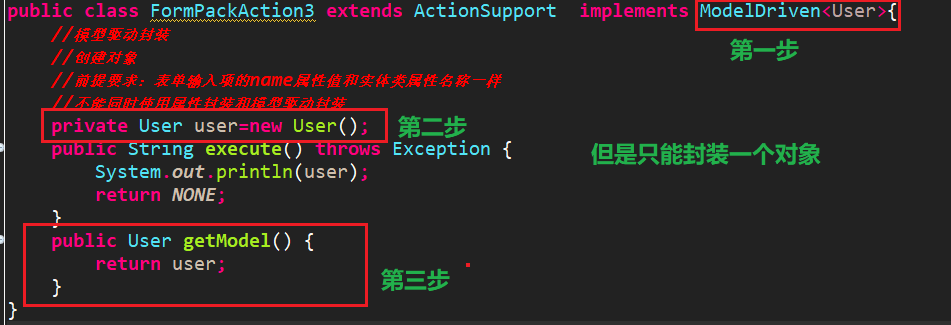 public class FormPackAction3 extends ActionSupport  implements ModelDriven<User>{
第一步
//模型驱动封装
//创建对象
//前提要求：表单输入项的name属性值和实体类属性名称一样
//不能同时使用属性封装和模型驱动封装
private User user=new User();
第二步
public String execute() throws Exception {
但是只能封装一个对象
System.out.println(user);
return NONE;
}
public User getModel() {
return user;
第三步
}
}